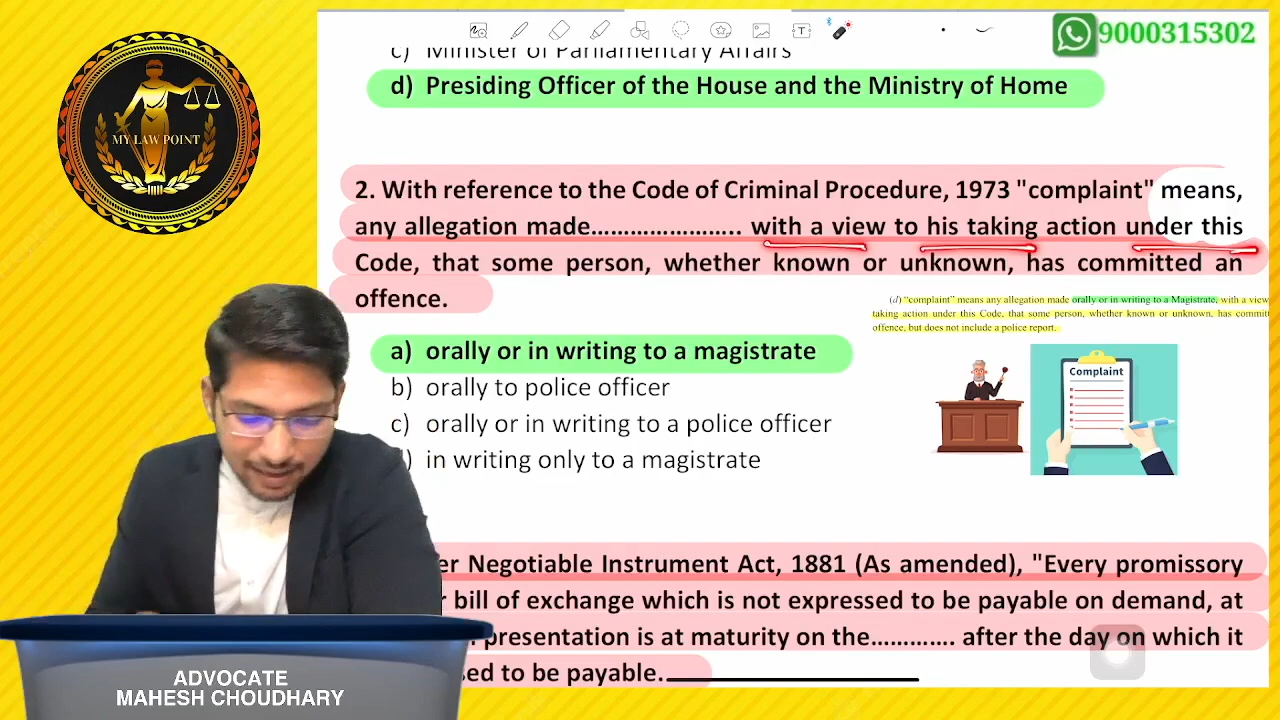 9000315302
c) Minister of Parliamentary Affairs
d) Presiding Officer of the House and the Ministry of Home
MY LAW POINT
2. With reference to the Code of Criminal Procedure, 1973 "complaint" means,
any allegation made…………………….. with a view to his taking action under this
Code, that some person, whether known or unknown, has committed an
offence.
(d) "complaint" means any allegation made orally or in writing to a Magistrate, with a view
taking action under this Code, that some person, whether known or unknown, has
offence, but does not include a police report.
a) orally or in writing to a magistrate
b) orally to police officer
c) orally or in writing to a police officer
) in writing only to a magistrate
Complaint
Negotiable Instrument Act, 1881 (As amended), "Every promissory
bill of exchange which is not expressed to be payable on demand, at
presentation is at maturity on the…………. after the day on which it
to be payable.
ADVOCATE
MAHESH CHOUDHARY